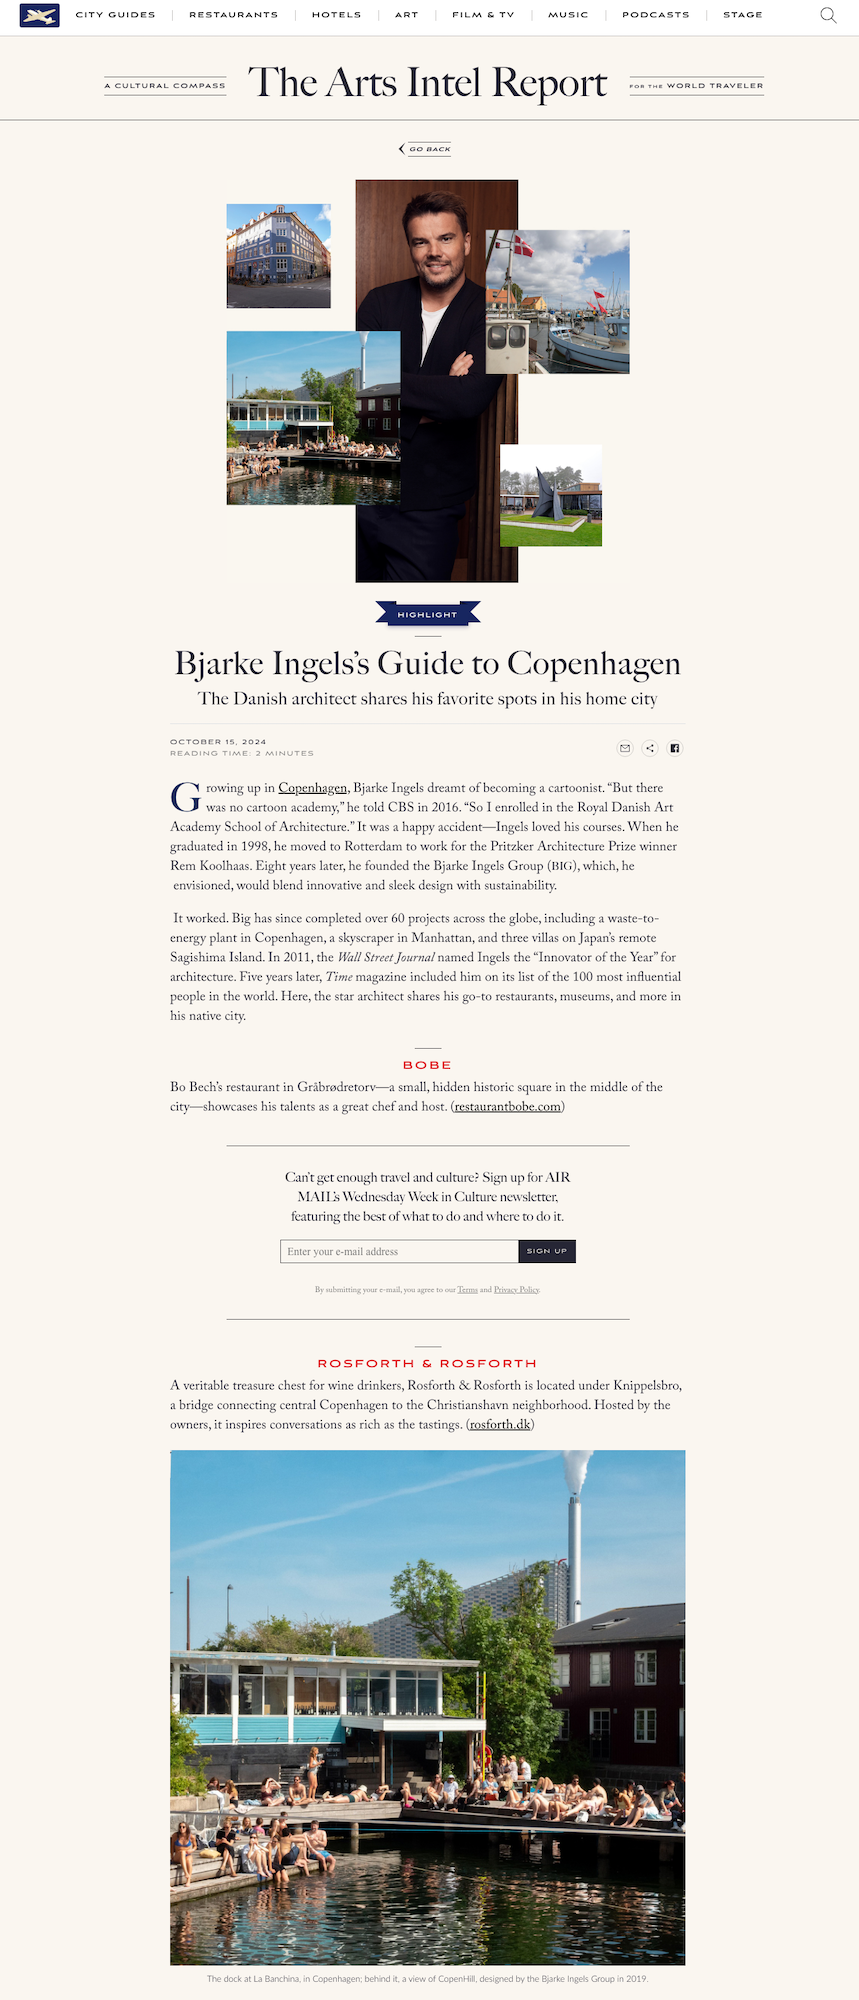 CITY GUIDES
RESTAURANTS
HOTELS
ART
FILM & TV
MUSIC
PODCASTS
STAGE
A CULTURAL COMPASS
The Arts Intel Report
FOR THE WORLD TRAVELER
GO BACK
HIGHLIGHT
Bjarke Ingels's Guide to Copenhagen
The Danish architect shares his favorite spots in his home city
OCTOBER 15, 2024
READING TIME: 2 MINUTES
Growing up in Copenhagen, Bjarke Ingels dreamt of becoming a cartoonist. “But there
was no cartoon academy,” he told CBS in 2016. “So I enrolled in the Royal Danish Art
Academy School of Architecture.” It was a happy accident—Ingels loved his courses. When he
graduated in 1998, he moved to Rotterdam to work for the Pritzker Architecture Prize winner
Rem Koolhaas. Eight years later, he founded the Bjarke Ingels Group (BIG), which, he
envisioned, would blend innovative and sleek design with sustainability.
It worked. Big has since completed over 60 projects across the globe, including a waste-to-
energy plant in Copenhagen, a skyscraper in Manhattan, and three villas on Japan’s remote
Sagishima Island. In 2011, the Wall Street Journal named Ingels the “Innovator of the Year” for
architecture. Five years later, Time magazine included him on its list of the 100 most influential
people in the world. Here, the star architect shares his go-to restaurants, museums, and more in
his native city.
BOBE
Bo Bech’s restaurant in Gråbrødretorv—a small, hidden historic square in the middle of the
city—showcases his talents as a great chef and host. (restaurantbobe.com)
Can’t get enough travel and culture? Sign up for AIR
MAIL’s Wednesday Week in Culture newsletter,
featuring the best of what to do and where to do it.
Enter your e-mail address
SIGN UP
By submitting your e-mail, you agree to our Terms and Privacy Policy.
ROSFORTH & ROSFORTH
A veritable treasure chest for wine drinkers, Rosforth & Rosforth is located under Knippelsbro,
a bridge connecting central Copenhagen to the Christianshavn neighborhood. Hosted by the
owners, it inspires conversations as rich as the tastings. (rosforth.dk)
The dock at La Banchina, in Copenhagen; behind it, a view of CopenHill, designed by the Bjarke Ingels Group in 2019.